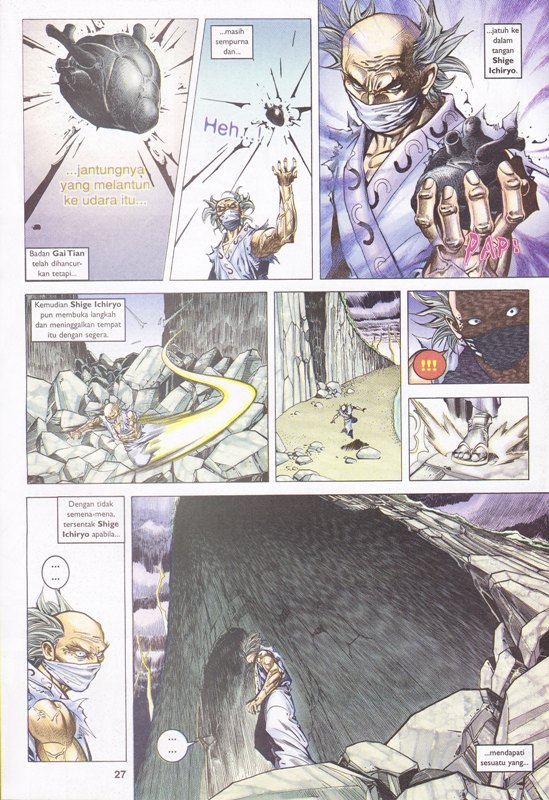 ...jantungnya
yang melantun
ke udara itu...
Badan Gai Tian
telah dihancur-
kan tetapi...
...masih
sempurna
dan...
Heh...!
...jatuh ke
dalam
tangan
Shige
Ichiryo.
PAP!
Kemudian Shige Ichiryo
pun membuka langkah
dan meninggalkan tempat
itu dengan segera.
!!!
Dengan tidak
semena-mena,
tersentak Shige
Ichiryo apabila...
...
...
...
...
...mendapati
sesuatu yang...
27